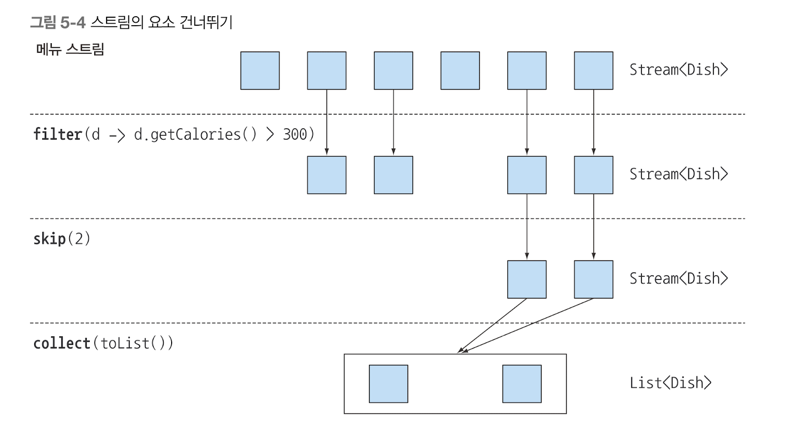 그림 5-4 스트림의 요소 건너뛰기
메뉴 스트림
Stream<Dish>
filter(d -> d.getCalories() > 300)
Stream<Dish>
skip(2)
Stream<Dish>
collect(toList())
List<Dish>